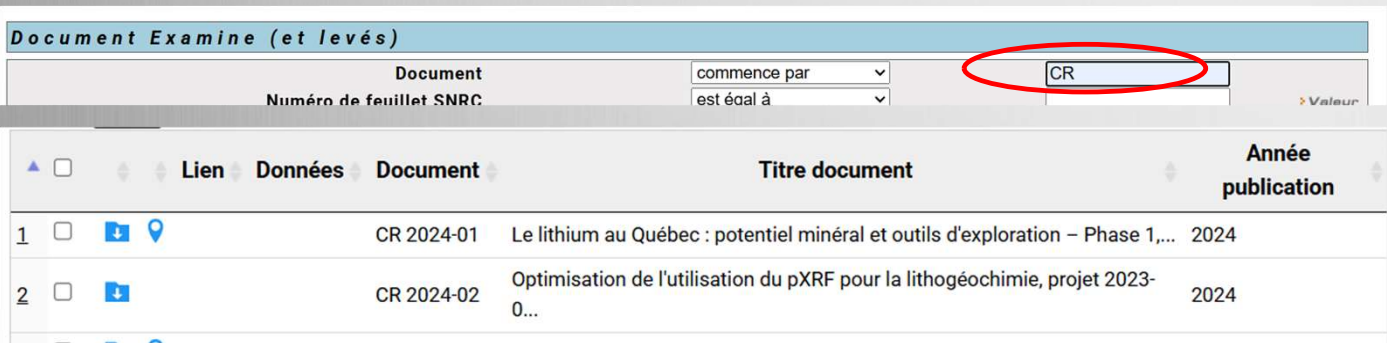 Document Examine (et levés)
Document commence par CR
Numéro de feuillet SNRC est égal à Valeur
Lien Données Document Titre document Année publication
1 CR 2024-01 Le lithium au Québec : potentiel minéral et outils d'exploration – Phase 1,... 2024
2 CR 2024-02 Optimisation de l'utilisation du pXRF pour la lithogéochimie, projet 2023-
0... 2024